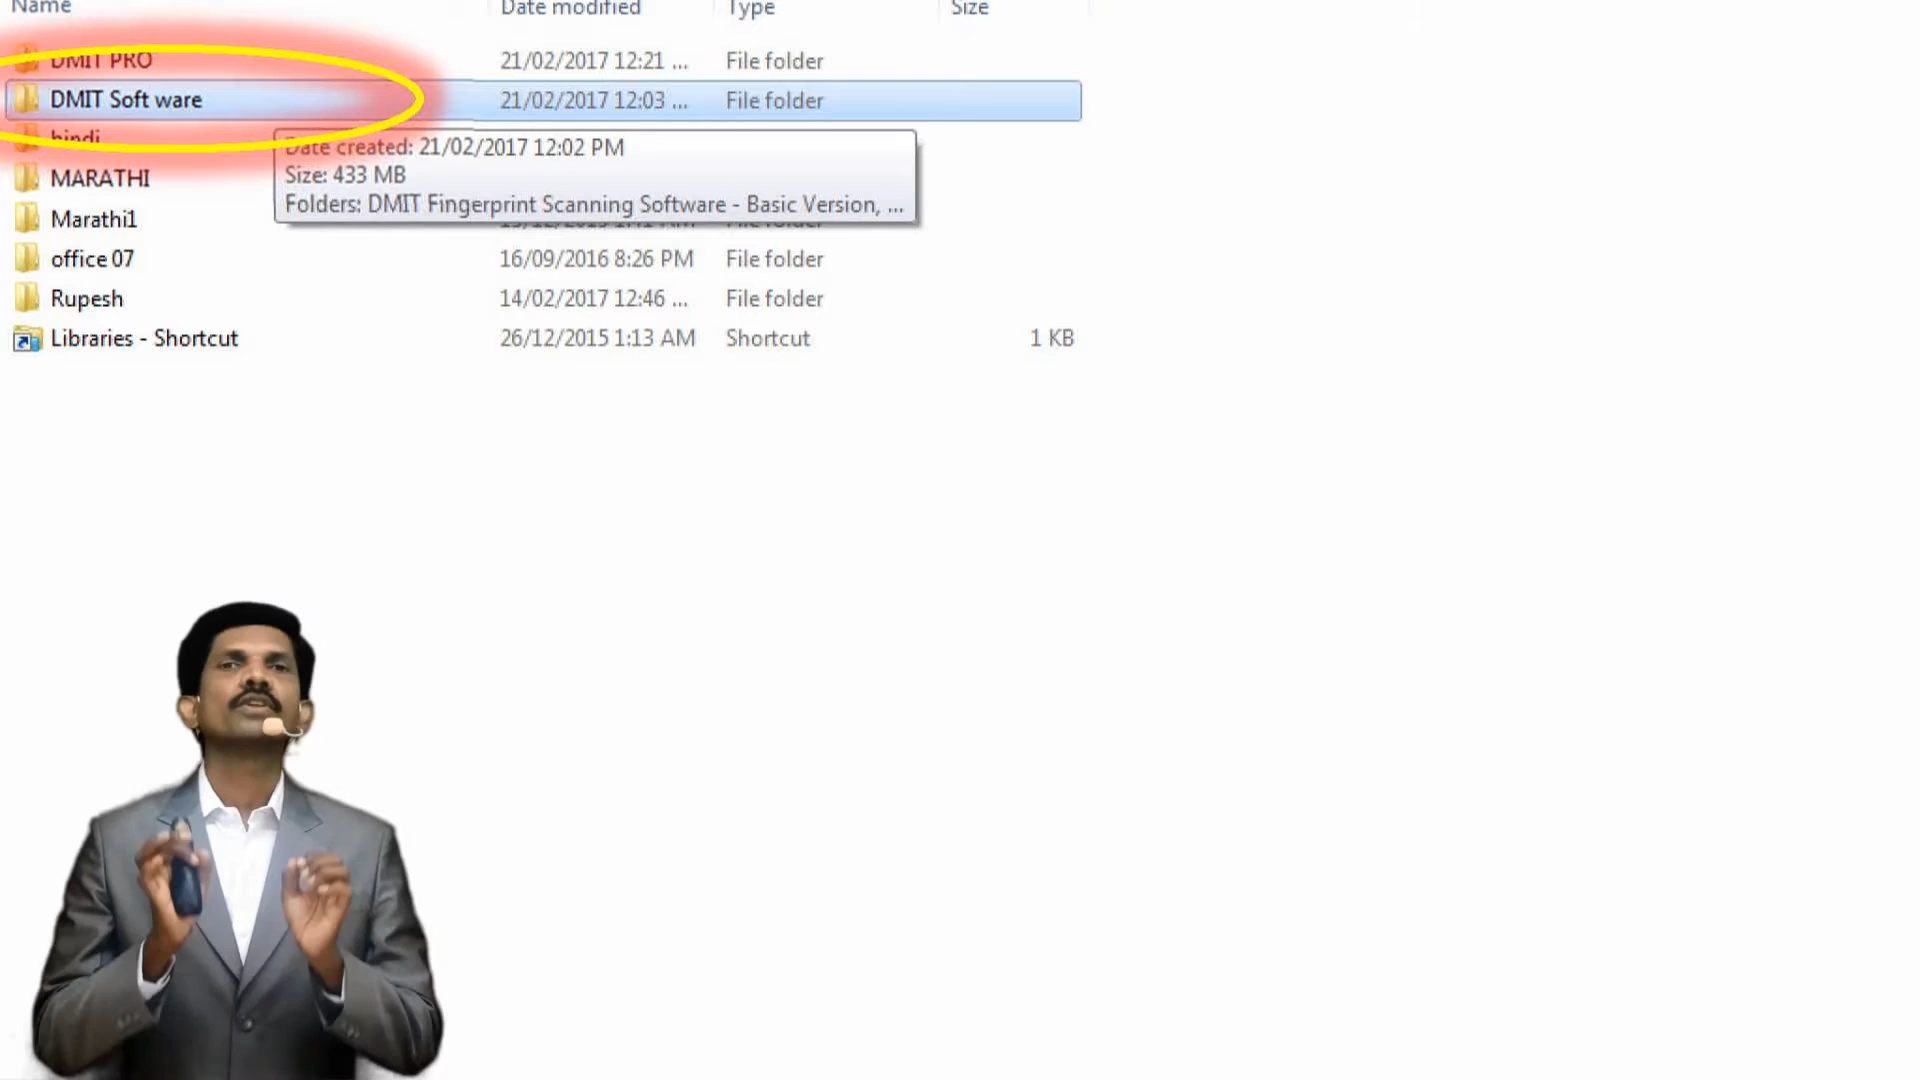 Name Date modified Type Size
DMIT PRO 21/02/2017 12:21 ... File folder
DMIT Soft ware 21/02/2017 12:03 ... File folder
hindi
Date created: 21/02/2017 12:02 PM
Size: 433 MB
Folders: DMIT Fingerprint Scanning Software - Basic Version, ...
MARATHI
Marathi1 File folder
office 07 16/09/2016 8:26 PM File folder
Rupesh 14/02/2017 12:46 ... File folder
Libraries - Shortcut 26/12/2015 1:13 AM Shortcut 1 KB